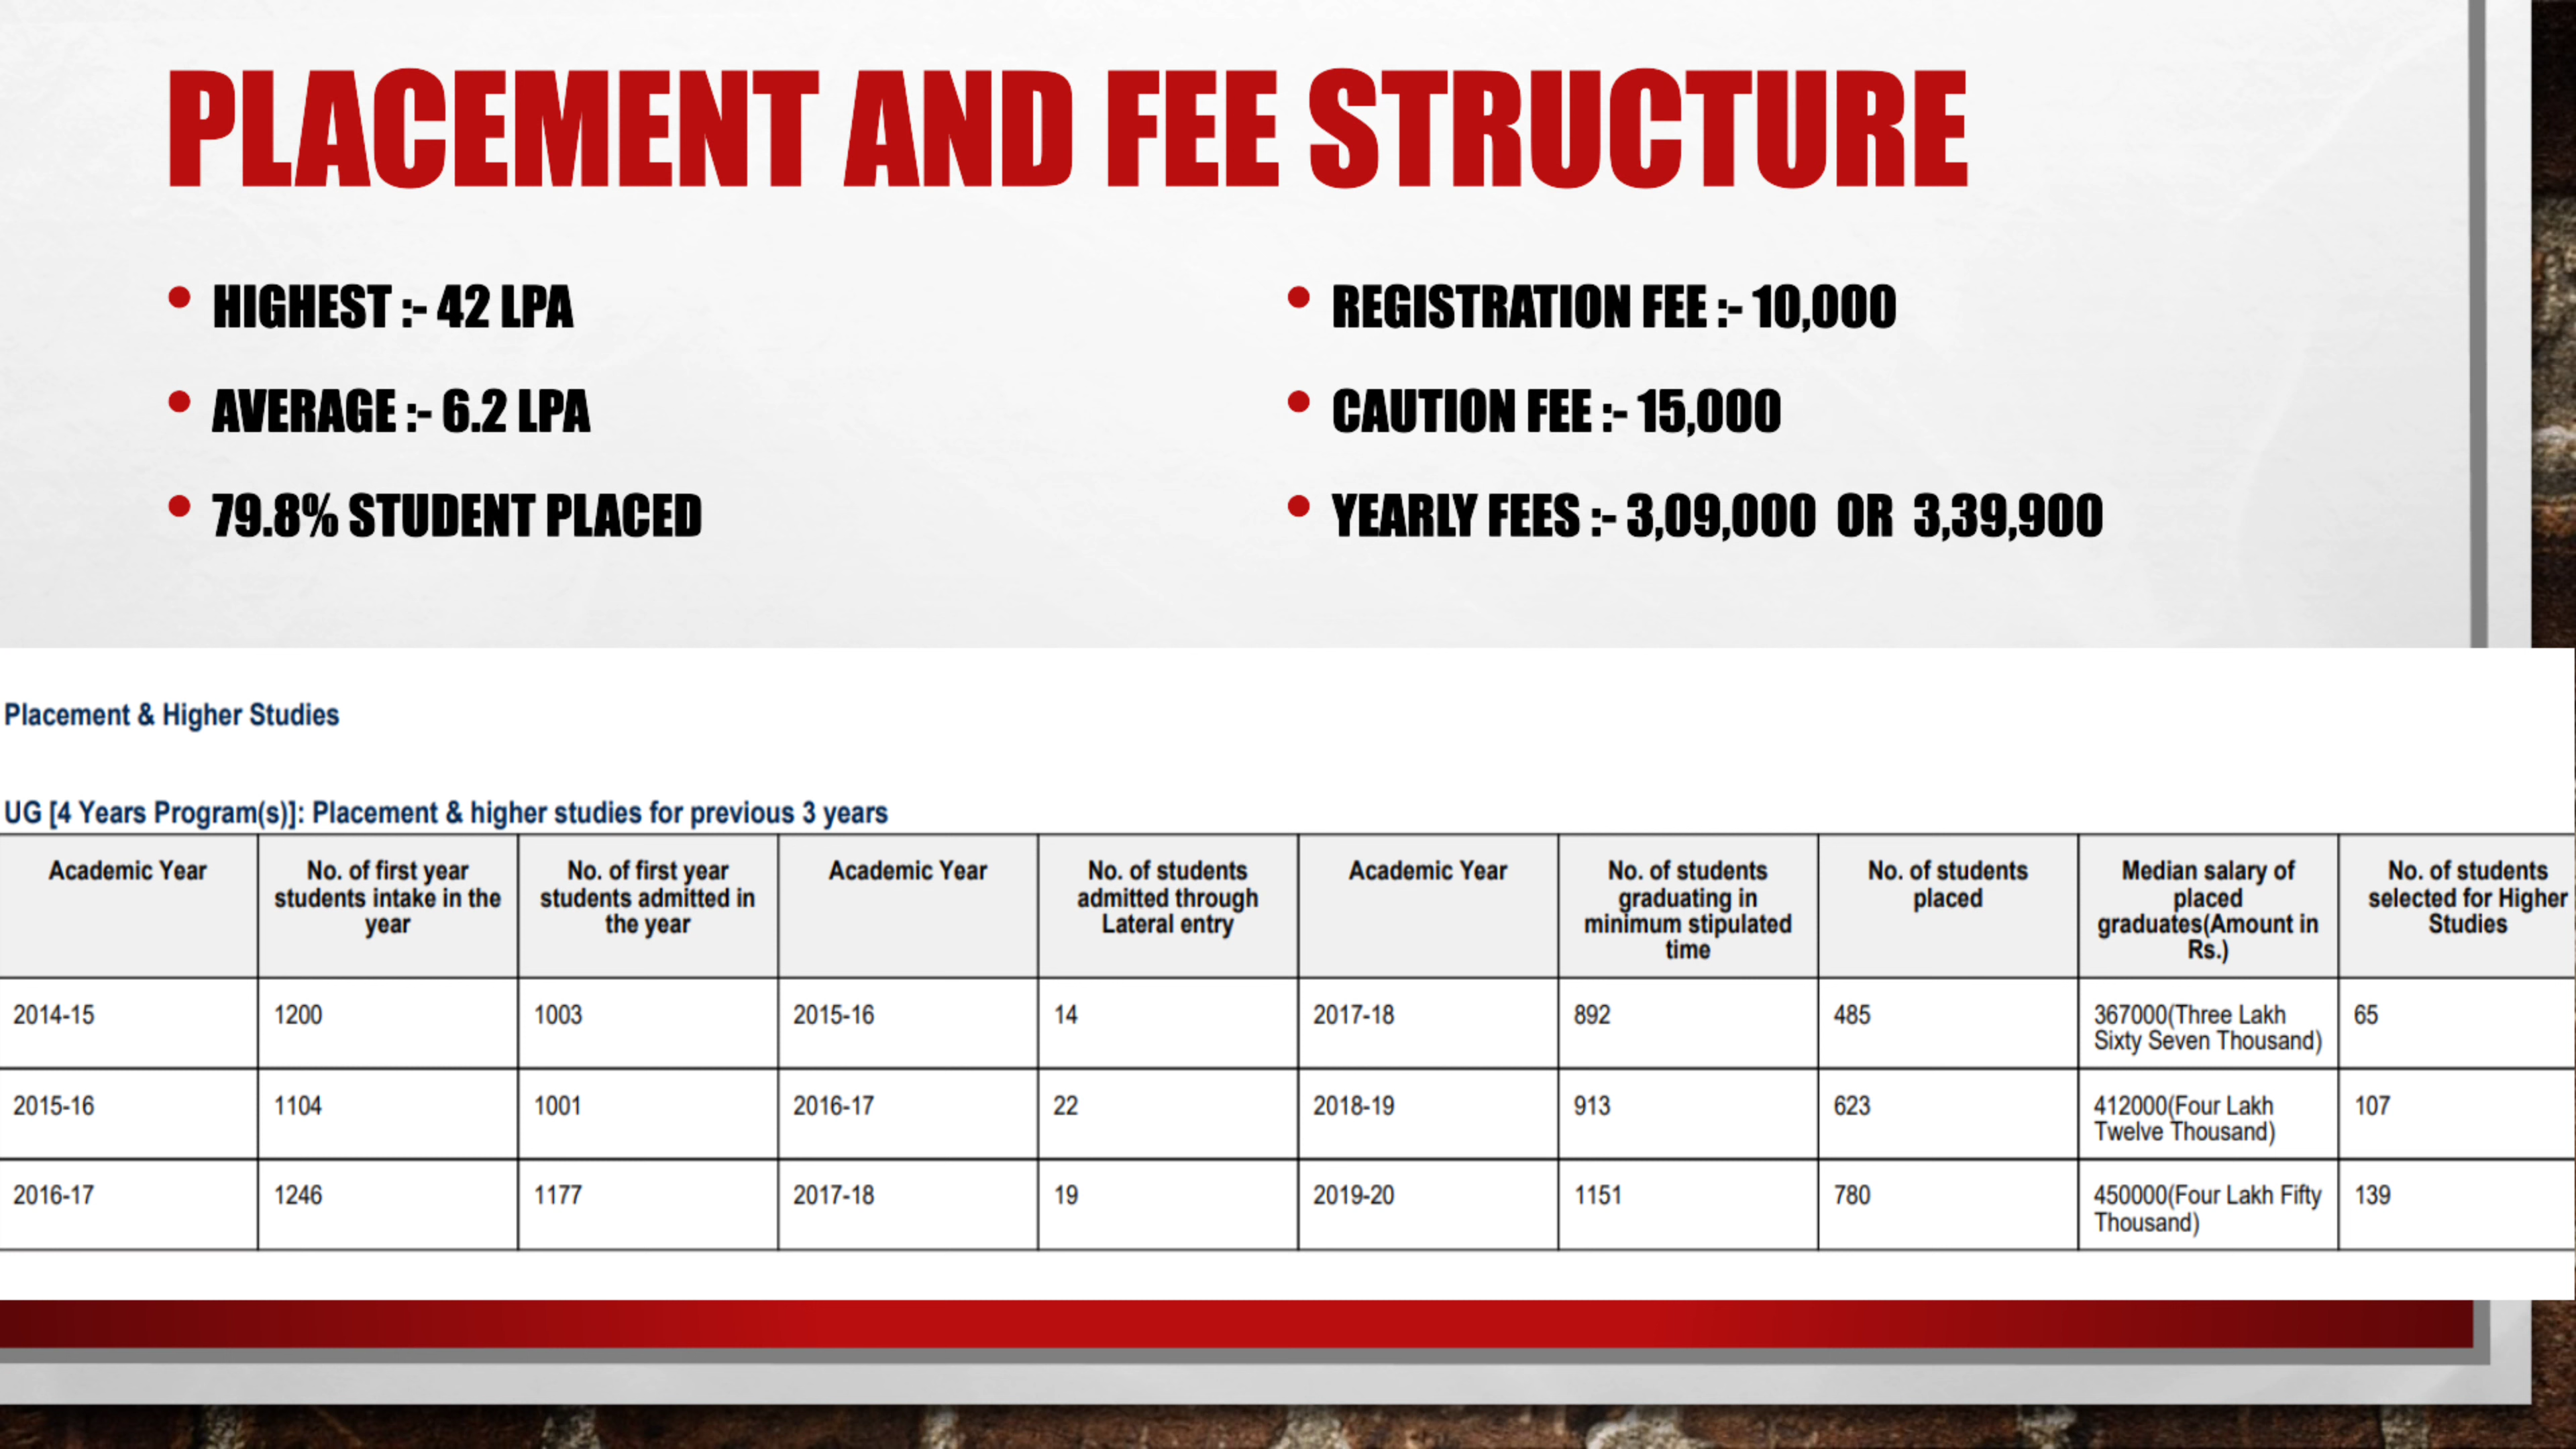 PLACEMENT AND FEE STRUCTURE
• HIGHEST :- 42 LPA
• AVERAGE :- 6.2 LPA
• 79.8% STUDENT PLACED
• REGISTRATION FEE :- 10,000
• CAUTION FEE :- 15,000
• YEARLY FEES :- 3,09,000 OR 3,39,900
Placement & Higher Studies
UG [4 Years Program(s)]: Placement & higher studies for previous 3 years
Academic Year
No. of first year
students intake in the
year
No. of first year
students admitted in
the year
Academic Year
No. of students
admitted through
Lateral entry
Academic Year
No. of students
graduating in
minimum stipulated
time
No. of students
placed
Median salary of
placed
graduates(Amount in
Rs.)
No. of students
selected for Higher
Studies
2014-15
1200
1003
2015-16
14
2017-18
892
485
367000(Three Lakh
Sixty Seven Thousand)
65
2015-16
1104
1001
2016-17
22
2018-19
913
623
412000(Four Lakh
Twelve Thousand)
107
2016-17
1246
1177
2017-18
19
2019-20
1151
780
450000(Four Lakh Fifty
Thousand)
139